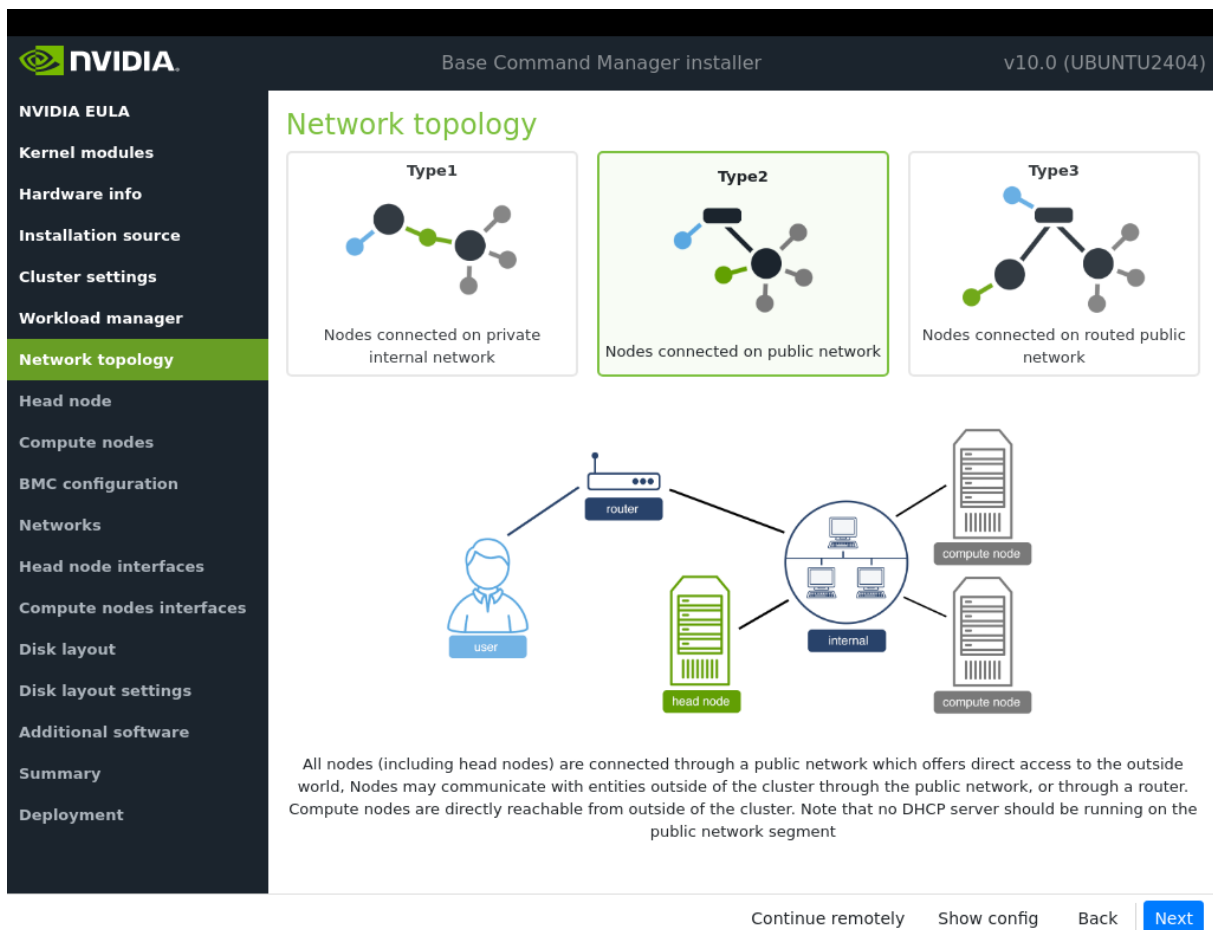 NVIDIA.
Base Command Manager installer
v10.0 (UBUNTU2404)
NVIDIA EULA
Kernel modules
Hardware info
Installation source
Cluster settings
Workload manager
Network topology
Head node
Compute nodes
BMC configuration
Networks
Head node interfaces
Compute nodes interfaces
Disk layout
Disk layout settings
Additional software
Summary
Deployment
Network topology
Type1
Nodes connected on private
internal network
Type2
Nodes connected on public network
Type3
Nodes connected on routed public
network
router
user
head node
internal
compute node
compute node
All nodes (including head nodes) are connected through a public network which offers direct access to the outside
world, Nodes may communicate with entities outside of the cluster through the public network, or through a router.
Compute nodes are directly reachable from outside of the cluster. Note that no DHCP server should be running on the
public network segment
Continue remotely
Show config
Back
Next